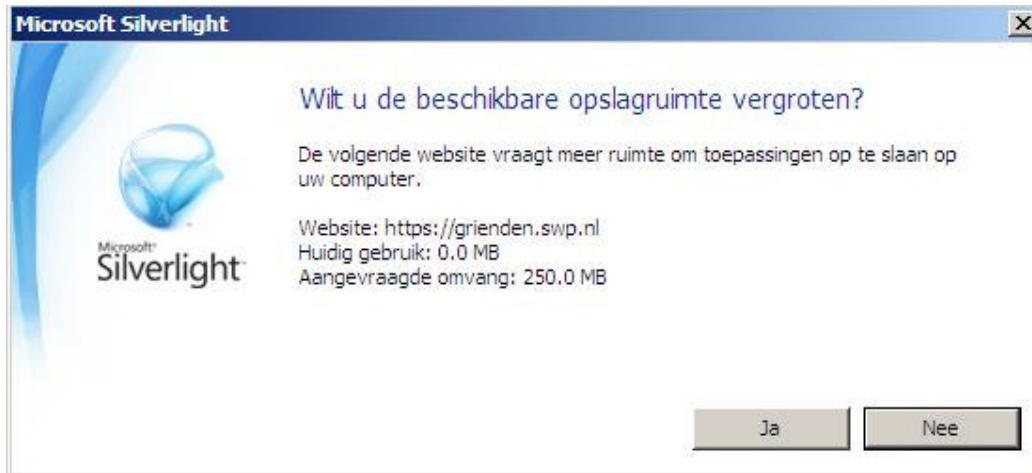 Microsoft Silverlight
Wilt u de beschikbare opslagruimte vergroten?
De volgende website vraagt meer ruimte om toepassingen op te slaan op
uw computer.
Website: https://grienden.swp.nl
Huidig gebruik: 0.0 MB
Aangevraagde omvang: 250.0 MB
Microsoft
Silverlight
Ja
Nee